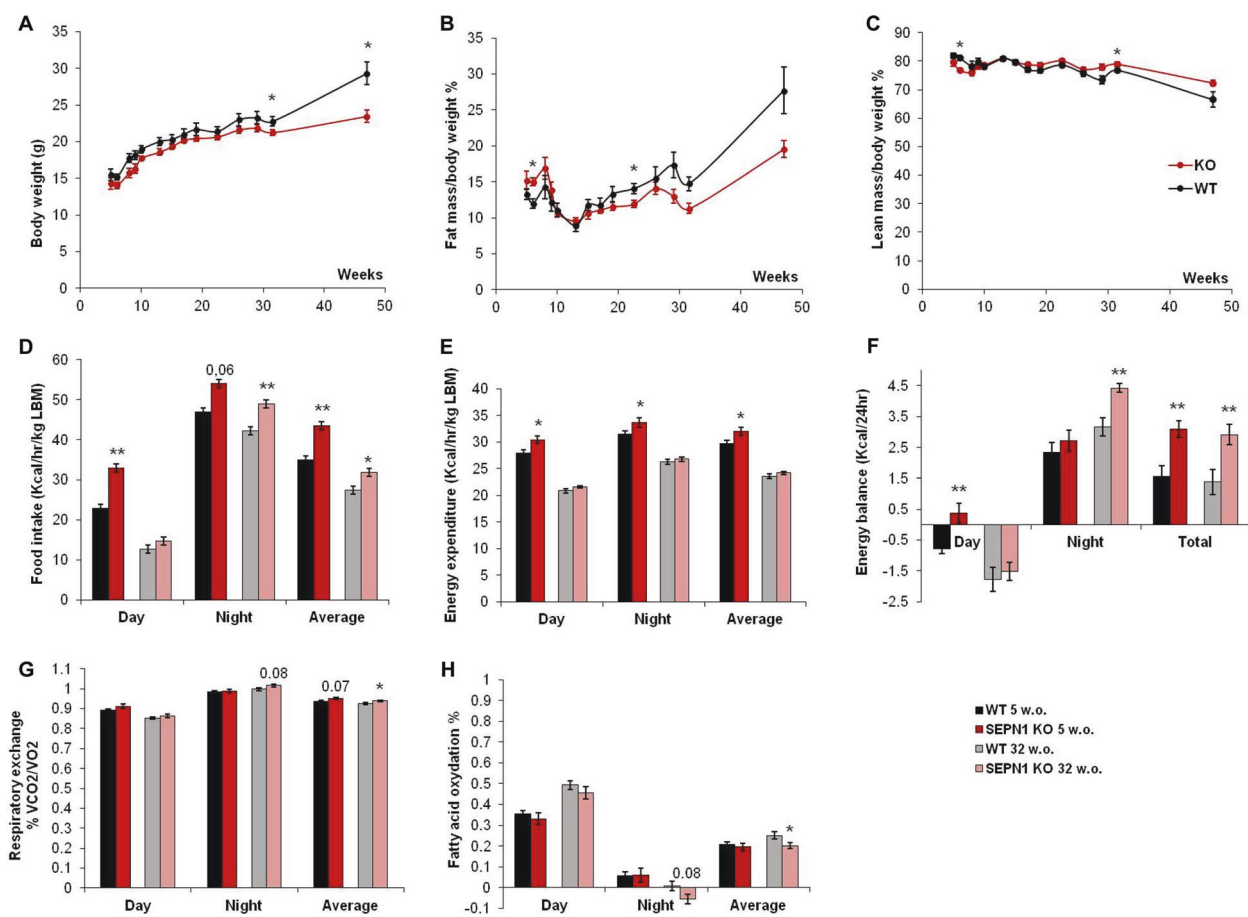 A
Body weight (g)
35
30
25
20
15
10
5
0
*
*
Weeks
0
10
20
30
40
50
B
Fat mass/body weight %
35
30
25
20
15
10
5
0
*
*
Weeks
0
10
20
30
40
50
C
Lean mass/body weight %
90
80
70
60
50
40
30
20
10
0
*
*
KO
WT
Weeks
0
10
20
30
40
50
D
Food intake (Kcal/hr/kg LBM)
60
50
40
30
20
10
0
**
0,06
**
**
*
Day
Night
Average
E
Energy expenditure (Kcal/hr/kg LBM)
45
40
35
30
25
20
15
10
5
0
*
*
*
Day
Night
Average
F
Energy balance (Kcal/24hr)
4.5
3.5
2.5
1.5
0.5
-0.5
-1.5
-2.5
**
**
**
**
Day
Night
Total
G
Respiratory exchange
% VCO2/VO2
1.1
1
0.9
0.8
0.7
0.6
0.5
0.4
0.3
0.2
0.1
0
0.08
0.07
*
Day
Night
Average
H
Fatty acid oxydation %
1
0.9
0.8
0.7
0.6
0.5
0.4
0.3
0.2
0.1
0
-0.1
0.08
*
Day
Night
Average
WT 5 w.o.
SEPN1 KO 5 w.o.
WT 32 w.o.
SEPN1 KO 32 w.o.